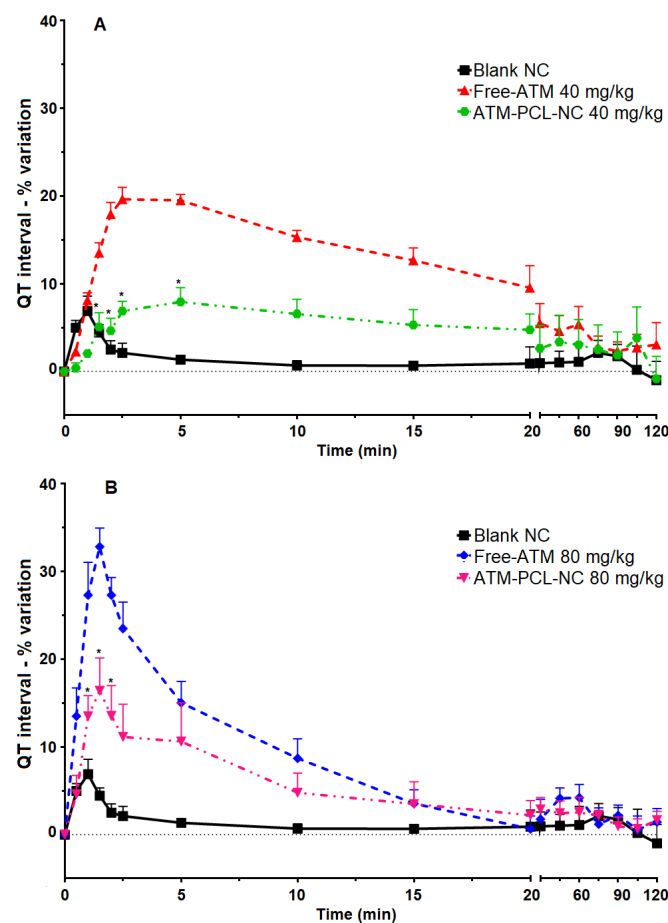 A
40
30
20
10
0
QT interval - % variation
Blank NC
Free-ATM 40 mg/kg
ATM-PCL-NC 40 mg/kg
* * * *
0 5 10 15 20 60 90 120
Time (min)
B
40
30
20
10
0
QT interval - % variation
Blank NC
Free-ATM 80 mg/kg
ATM-PCL-NC 80 mg/kg
* * *
0 5 10 15 20 60 90 120
Time (min)